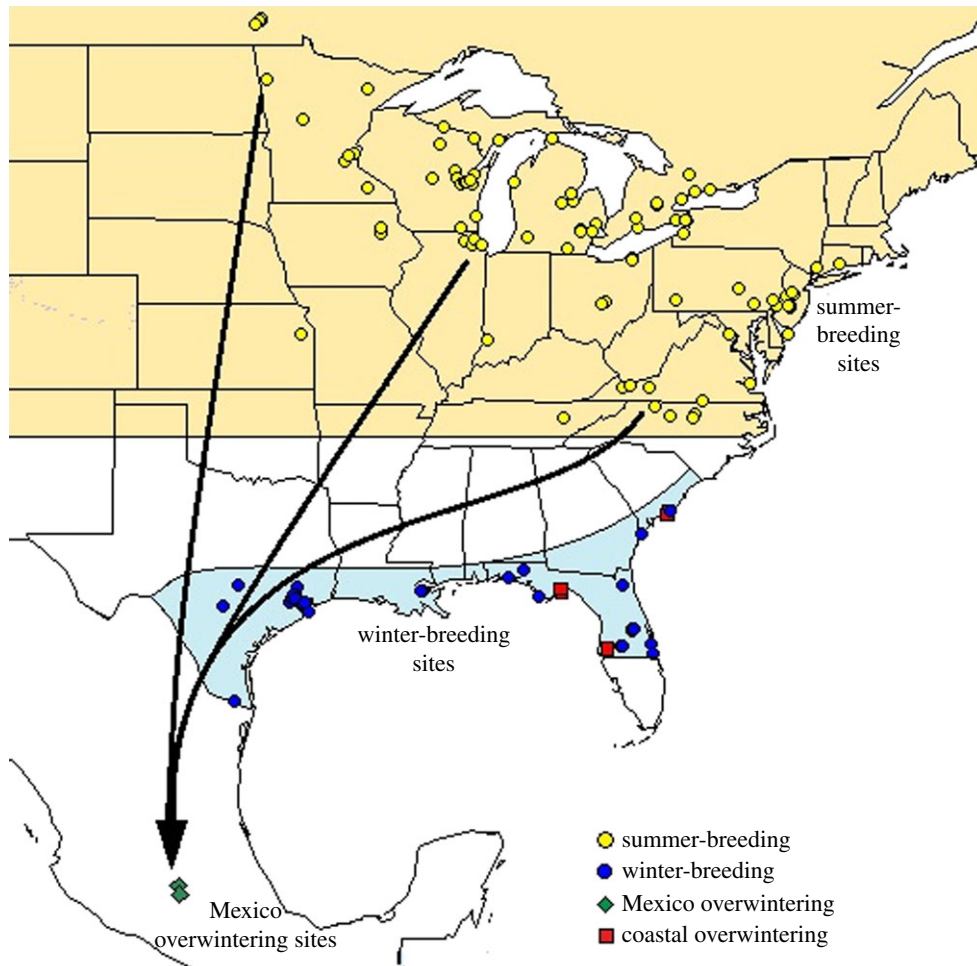 summer-
breeding
sites
winter-breeding
sites
Mexico
overwintering sites
summer-breeding
winter-breeding
Mexico overwintering
coastal overwintering